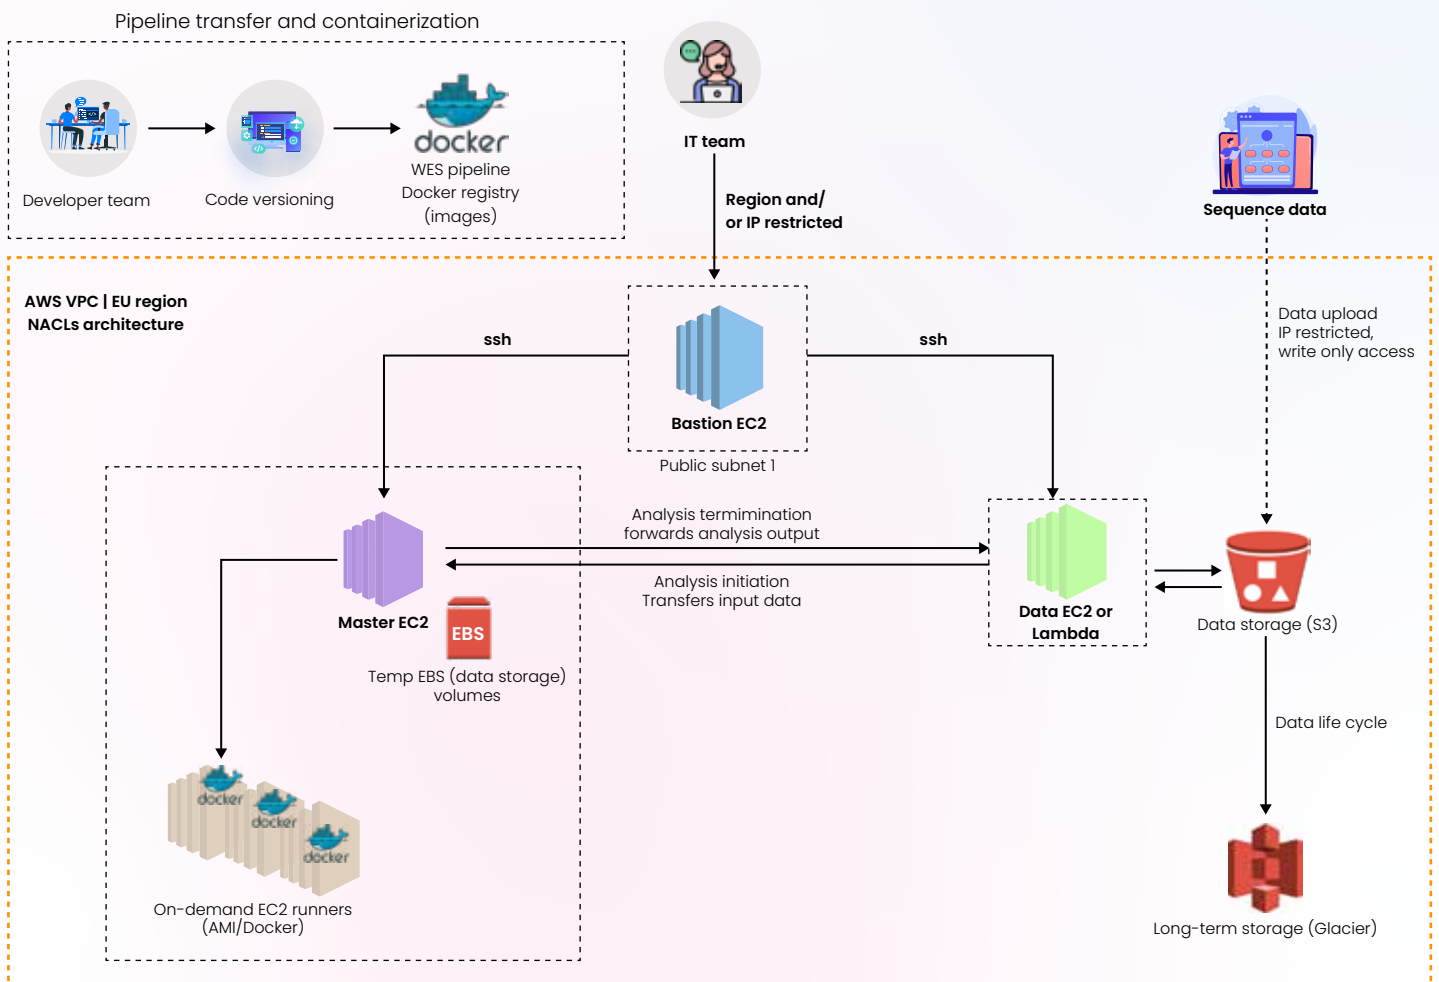 Pipeline transfer and containerization
docker
Developer team
Code versioning
WES pipeline
Docker registry
(images)
IT team
Region and/
or IP restricted
Sequence data
AWS VPC | EU region
NACLs architecture
ssh
ssh
Data upload
IP restricted,
write only access
Bastion EC2
Public subnet 1
Analysis termimination
forwards analysis output
Analysis initiation
Transfers input data
Master EC2
EBS
Temp EBS (data storage)
volumes
Data EC2 or
Lambda
Data storage (S3)
Data life cycle
docker
docker
docker
On-demand EC2 runners
(AMI/Docker)
Long-term storage (Glacier)